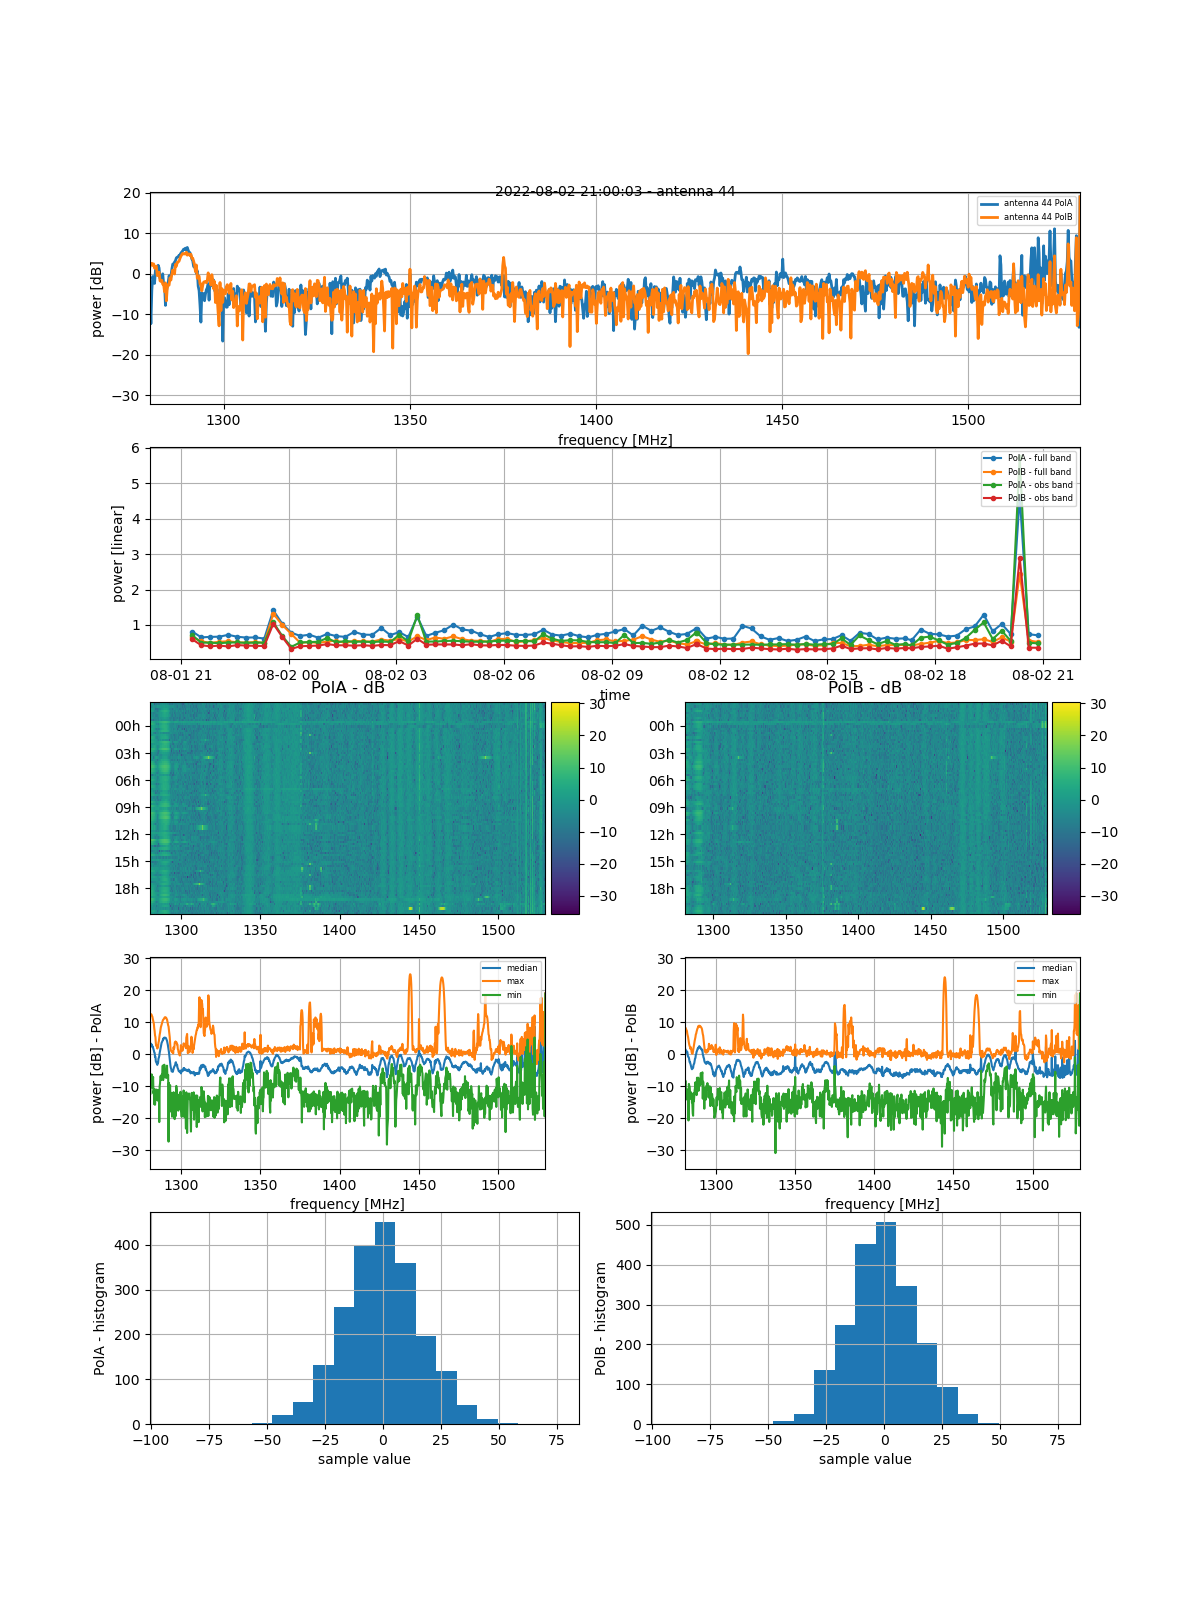 2022-08-02 21:00:03 - antenna 44
20
10
0
−10
−20
−30
power [dB]
antenna 44 PolA
antenna 44 PolB
1300 1350 1400 1450 1500
frequency [MHz]
6
5
4
3
2
1
power [linear]
PolA - full band
PolB - full band
PolA - obs band
PolB - obs band
08-01 21 08-02 00 08-02 03 08-02 06 08-02 09 08-02 12 08-02 15 08-02 18 08-02 21
time
PolA - dB
00h
03h
06h
09h
12h
15h
18h
1300 1350 1400 1450 1500
30
20
10
0
−10
−20
−30
PolB - dB
00h
03h
06h
09h
12h
15h
18h
1300 1350 1400 1450 1500
30
20
10
0
−10
−20
−30
30
20
10
0
−10
−20
−30
power [dB] - PolA
median
max
min
1300 1350 1400 1450 1500
frequency [MHz]
30
20
10
0
−10
−20
−30
power [dB] - PolB
median
max
min
1300 1350 1400 1450 1500
frequency [MHz]
400
300
200
100
0
PolA - histogram
−100 −75 −50 −25 0 25 50 75
sample value
500
400
300
200
100
0
PolB - histogram
−100 −75 −50 −25 0 25 50 75
sample value